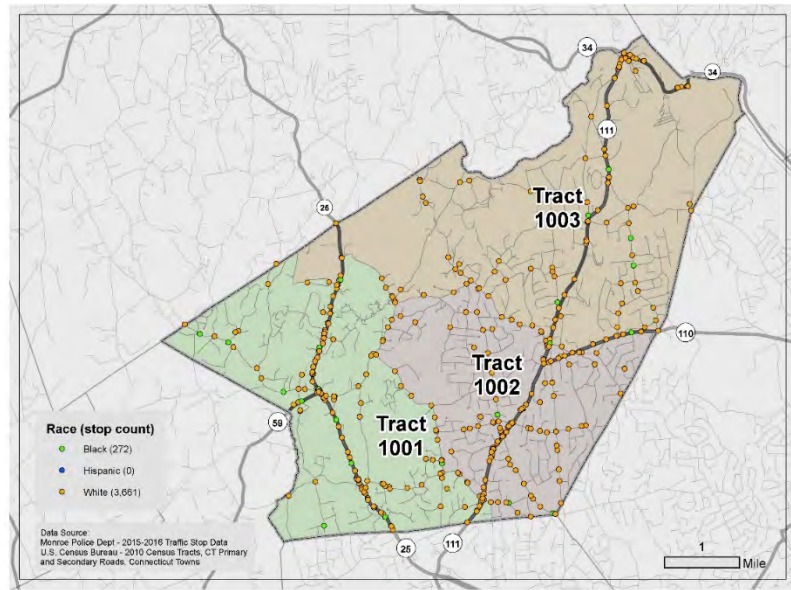 34
34
111
Tract
1003
25
110
Tract
1002
59
Tract
1001
Race (stop count)
Black (272)
Hispanic (0)
White (3,661)
Data Source:
Monroe Police Dept - 2015-2016 Traffic Stop Data
U.S. Census Bureau - 2010 Census Tracts, CT Primary
and Secondary Roads, Connecticut Towns
25
111
1
Mile